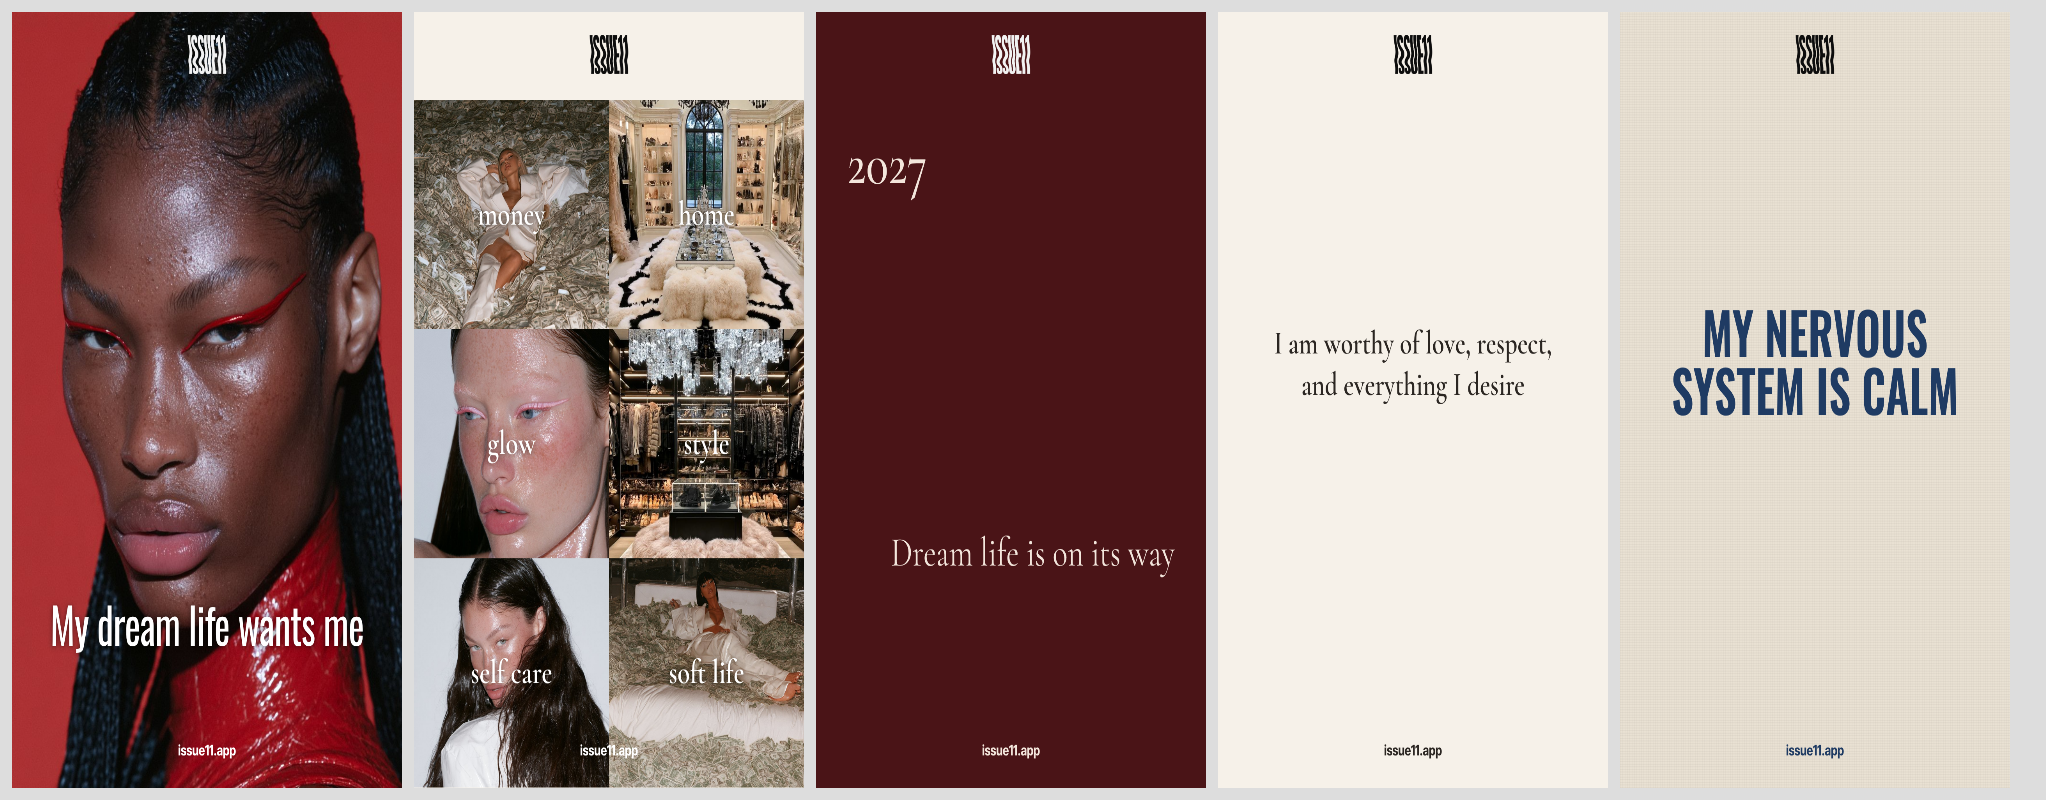 ISSUE11
My dream life wants me
issue11.app
ISSUE11
money
home
glow
style
self care
soft life
issue11.app
ISSUE11
2027
Dream life is on its way
issue11.app
ISSUE11
I am worthy of love, respect,
and everything I desire
issue11.app
ISSUE11
MY NERVOUS
SYSTEM IS CALM
issue11.app